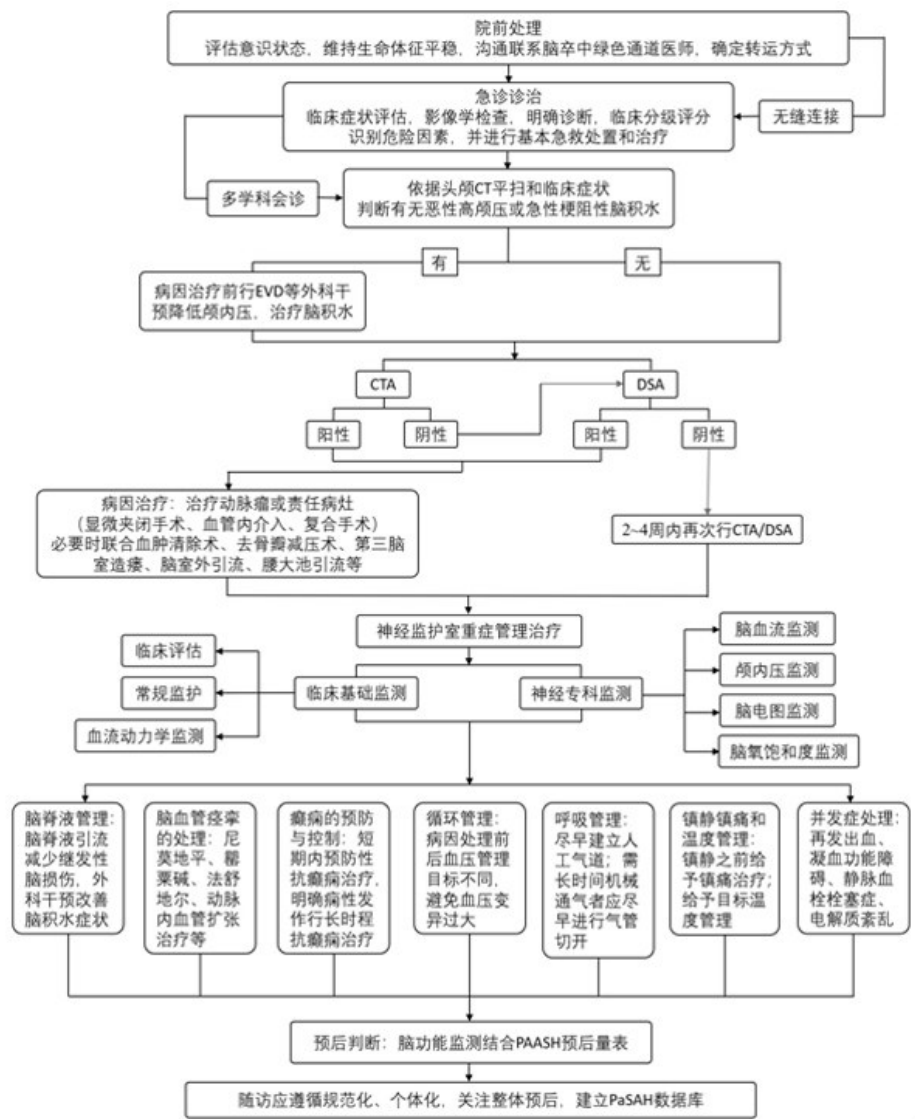 院前处理
评估意识状态，维持生命体征平稳，沟通联系脑卒中绿色通道医师，确定转运方式
急诊诊治
临床症状评估，影像学检查，明确诊断，临床分级评分
识别危险因素，并进行基本急救处置和治疗
无缝连接
多学科会诊
依据头颅CT平扫和临床症状
判断有无恶性高颅压或急性梗阻性脑积水
有
无
病因治疗前行EVD等外科干
预降低颅内压，治疗脑积水
CTA
DSA
阳性
阴性
阳性
阴性
病因治疗：治疗动脉瘤或责任病灶
（显微夹闭手术、血管内介入、复合手术）
必要时联合血肿清除术、去骨瓣减压术、第三脑
室造瘘、脑室外引流、腰大池引流等
2~4周内再次行CTA/DSA
神经监护室重症管理治疗
临床评估
常规监护
血流动力学监测
临床基础监测
神经专科监测
脑血流监测
颅内压监测
脑电图监测
脑氧饱和度监测
脑脊液管理：
脑脊液引流
减少继发性
脑损伤，外
科干预改善
脑积水症状
脑血管痉挛
的处理：尼
莫地平、罂
粟碱、法舒
地尔、动脉
内血管扩张
治疗等
癫痫的预防
与控制：短
期内预防性
抗癫痫治疗，
明确痫性发
作行长时程
抗癫痫治疗
循环管理：
病因处理前
后血压管理
目标不同，
避免血压变
异过大
呼吸管理：
尽早建立人
工气道；需
长时间机械
通气者应尽
早进行气管
切开
镇静镇痛和
温度管理：
镇静之前给
予镇痛治疗；
给予目标温
度管理
并发症处理：
再发出血、
凝血功能障
碍、静脉血
栓栓塞症、
电解质紊乱
预后判断：脑功能监测结合PAASH预后量表
随访应遵循规范化、个体化，关注整体预后，建立PaSAH数据库